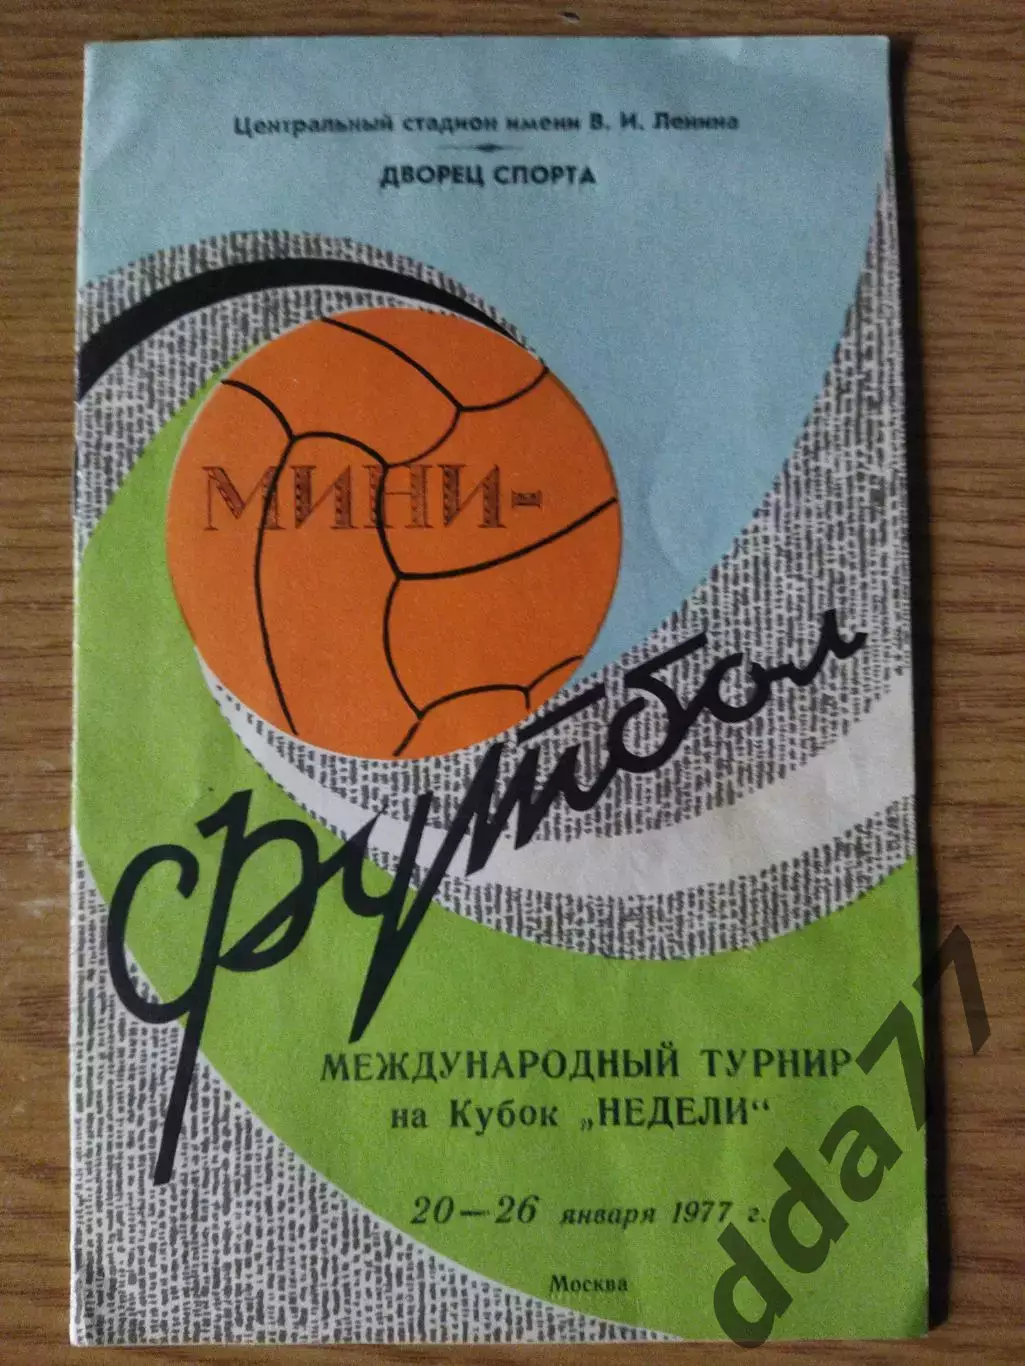 Центральный стадион имени В. И. Ленина
ДВОРЕЦ СПОРТА
МИНИ-
футбол
МЕЖДУНАРОДНЫЙ ТУРНИР
на Кубок „НЕДЕЛИ“
20—26 января 1977 г.
Москва
dda77